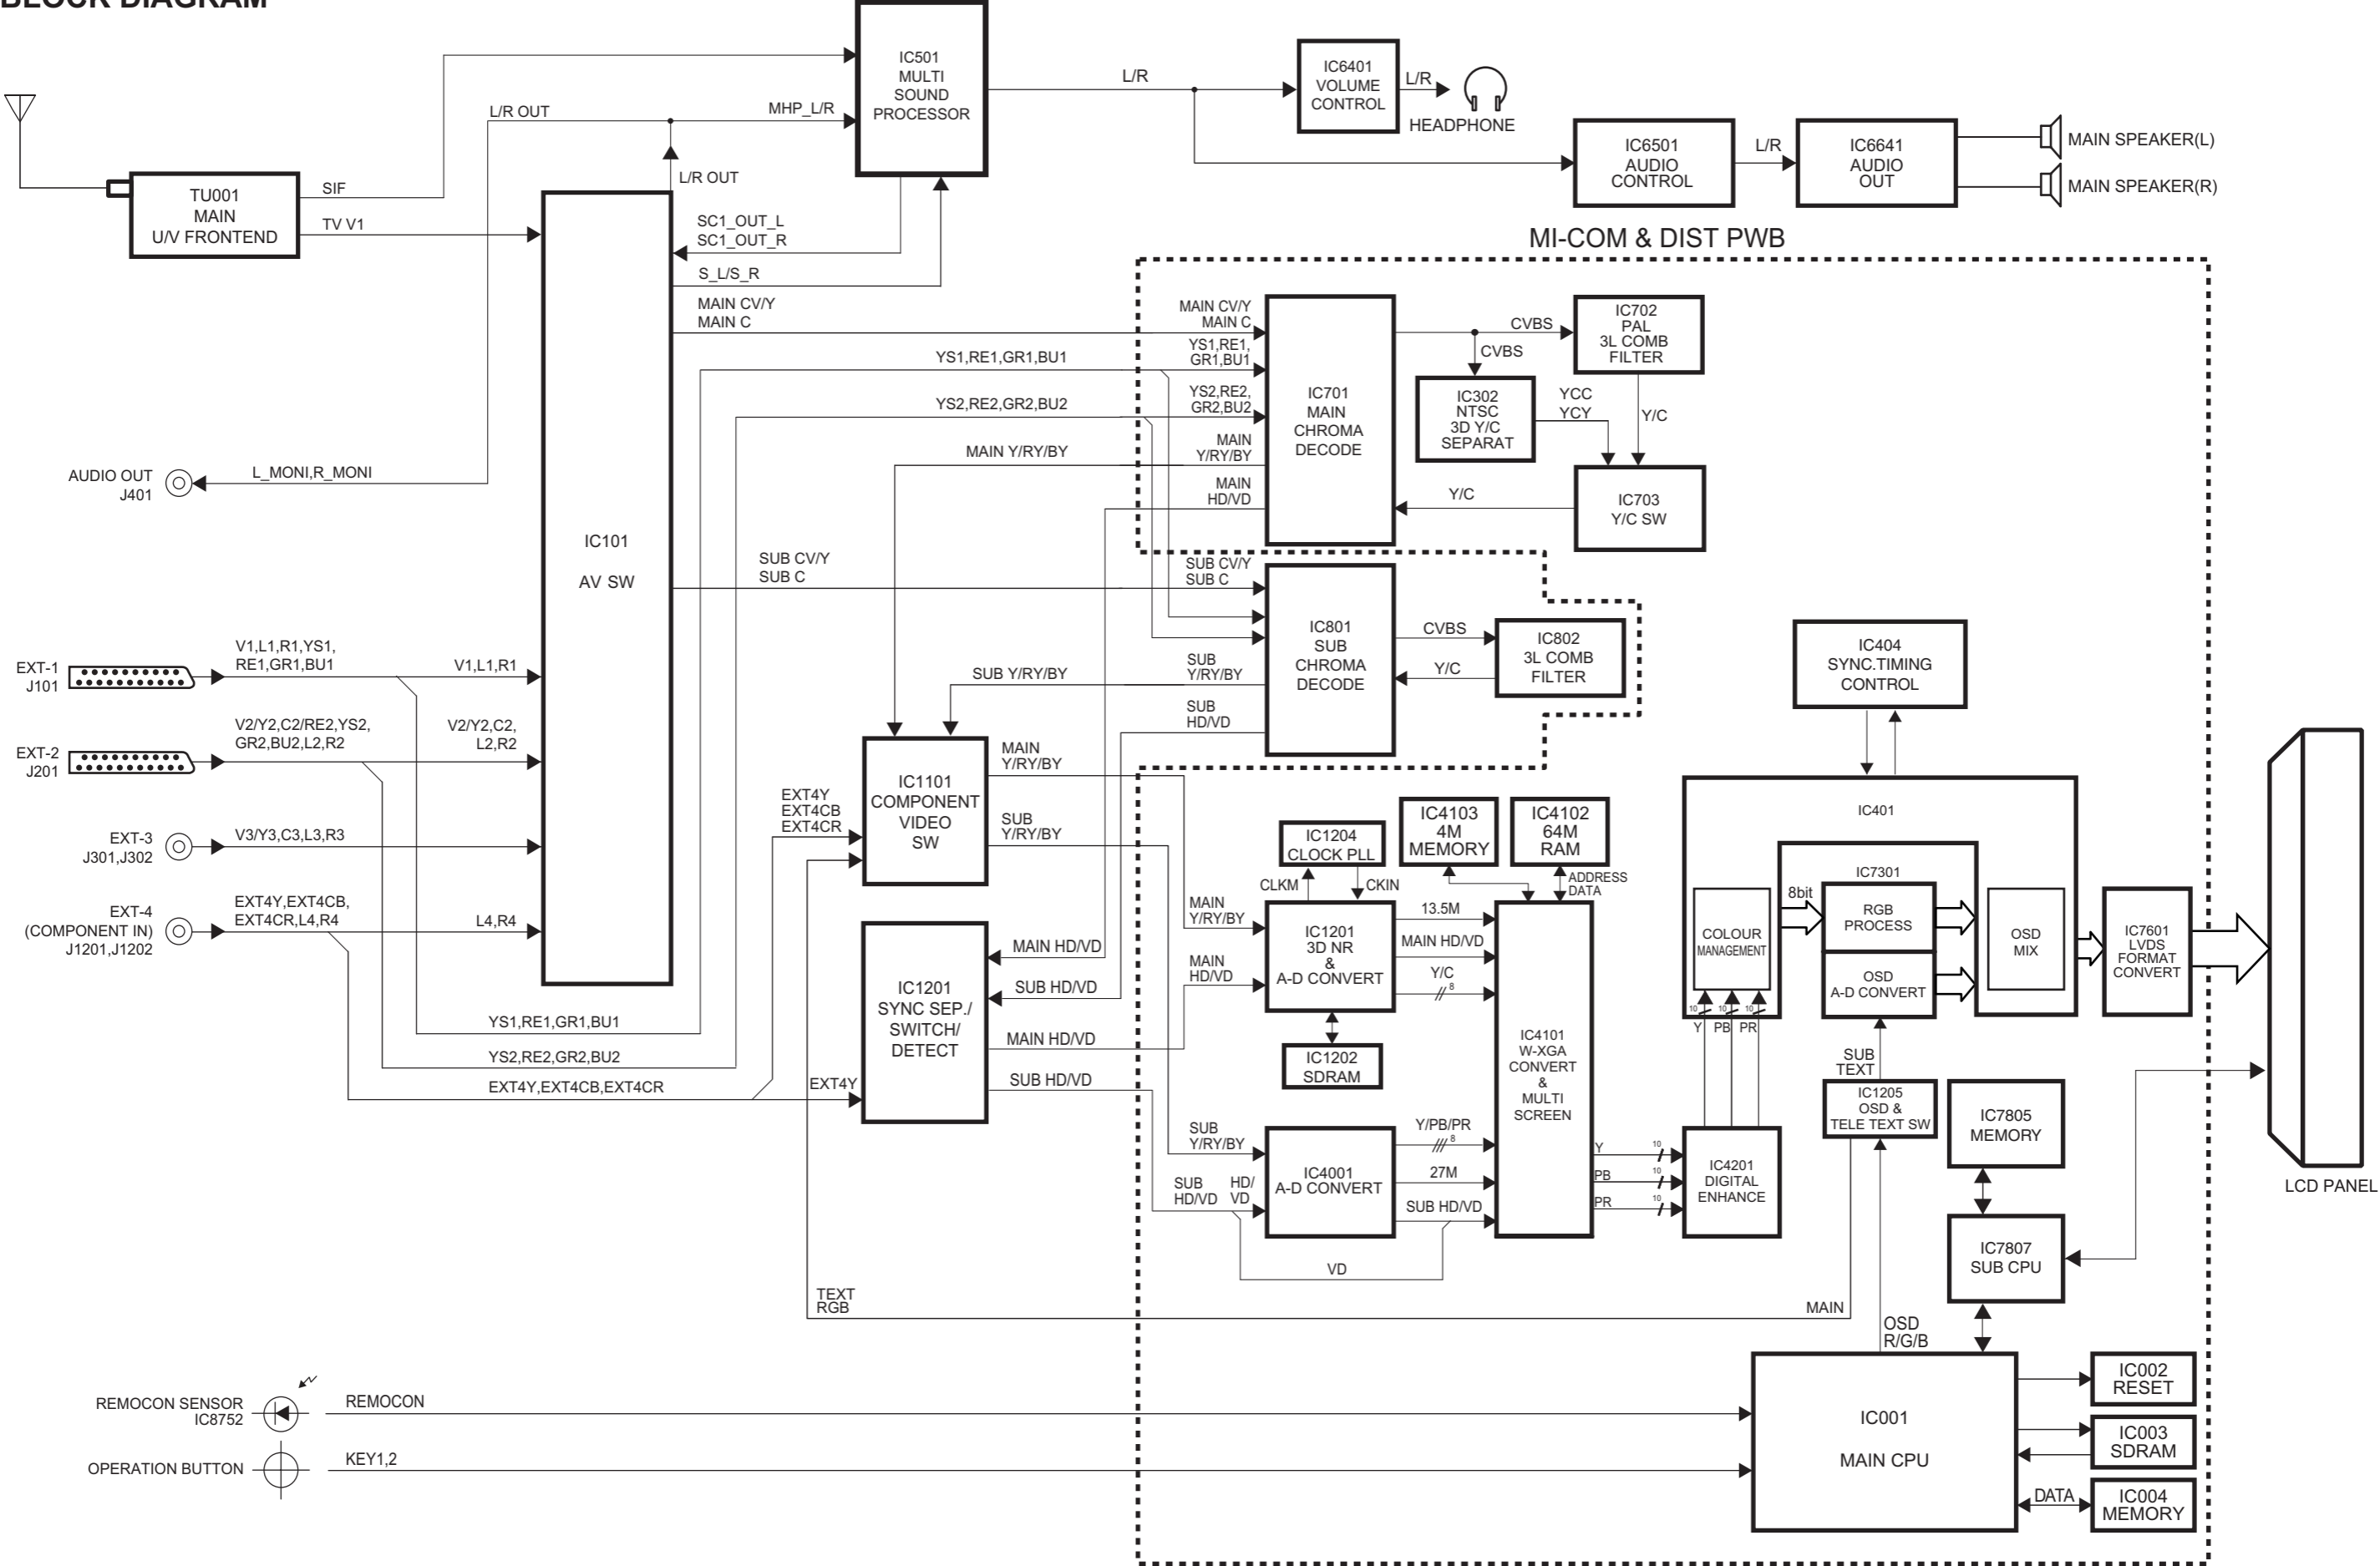 BLOCK DIAGRAM
IC501
MULTI
SOUND
PROCESSOR
L/R
IC6401
VOLUME
CONTROL
L/R
HEADPHONE
L/R OUT
MHP_L/R
IC6501
AUDIO
CONTROL
L/R
IC6641
AUDIO
OUT
MAIN SPEAKER(L)
MAIN SPEAKER(R)
TU001
MAIN
U/V FRONTEND
SIF
TV V1
L/R OUT
SC1_OUT_L
SC1_OUT_R
S_L/S_R
MI-COM & DIST PWB
MAIN CV/Y
MAIN C
MAIN CV/Y
MAIN C
YS1,RE1,GR1,BU1
YS1,RE1,
GR1,BU1
YS2,RE2,GR2,BU2
YS2,RE2,
GR2,BU2
MAIN Y/RY/BY
MAIN
Y/RY/BY
MAIN
HD/VD
IC701
MAIN
CHROMA
DECODE
CVBS
CVBS
IC702
PAL
3L COMB
FILTER
IC302
NTSC
3D Y/C
SEPARAT
YCC
YCY
Y/C
Y/C
IC703
Y/C SW
AUDIO OUT
J401
L_MONI,R_MONI
IC101
AV SW
SUB CV/Y
SUB C
SUB CV/Y
SUB C
IC801
SUB
CHROMA
DECODE
CVBS
Y/C
IC802
3L COMB
FILTER
SUB Y/RY/BY
SUB
Y/RY/BY
SUB
HD/VD
EXT-1
J101
V1,L1,R1,YS1,
RE1,GR1,BU1
V1,L1,R1
EXT-2
J201
V2/Y2,C2/RE2,YS2,
GR2,BU2,L2,R2
V2/Y2,C2,
L2,R2
EXT-3
J301,J302
V3/Y3,C3,L3,R3
EXT-4
(COMPONENT IN)
J1201,J1202
EXT4Y,EXT4CB,
EXT4CR,L4,R4
L4,R4
YS1,RE1,GR1,BU1
YS2,RE2,GR2,BU2
EXT4Y,EXT4CB,EXT4CR
EXT4Y
EXT4CB
EXT4CR
EXT4Y
IC1101
COMPONENT
VIDEO
SW
MAIN
Y/RY/BY
SUB
Y/RY/BY
IC1201
SYNC SEP./
SWITCH/
DETECT
MAIN HD/VD
SUB HD/VD
MAIN HD/VD
SUB HD/VD
IC404
SYNC.TIMING
CONTROL
IC1204
CLOCK PLL
CLKM
CKIN
IC4103
4M
MEMORY
IC4102
64M
RAM
ADDRESS
DATA
MAIN
Y/RY/BY
MAIN
HD/VD
IC1201
3D NR
&
A-D CONVERT
13.5M
MAIN HD/VD
Y/C
8
IC1202
SDRAM
IC4101
W-XGA
CONVERT
&
MULTI
SCREEN
SUB
Y/RY/BY
SUB
HD/VD
HD/
VD
IC4001
A-D CONVERT
Y/PB/PR
8
27M
SUB HD/VD
VD
Y
10
PB
10
PR
10
IC4201
DIGITAL
ENHANCE
10
10
10
Y
PB
PR
IC401
COLOUR
MANAGEMENT
8bit
IC7301
RGB
PROCESS
OSD
A-D CONVERT
OSD
MIX
IC7601
LVDS
FORMAT
CONVERT
LCD PANEL
SUB
TEXT
IC1205
OSD &
TELE TEXT SW
IC7805
MEMORY
IC7807
SUB CPU
TEXT
RGB
MAIN
OSD
R/G/B
REMOCON SENSOR
IC8752
REMOCON
OPERATION BUTTON
KEY1,2
IC001
MAIN CPU
IC002
RESET
IC003
SDRAM
DATA
IC004
MEMORY